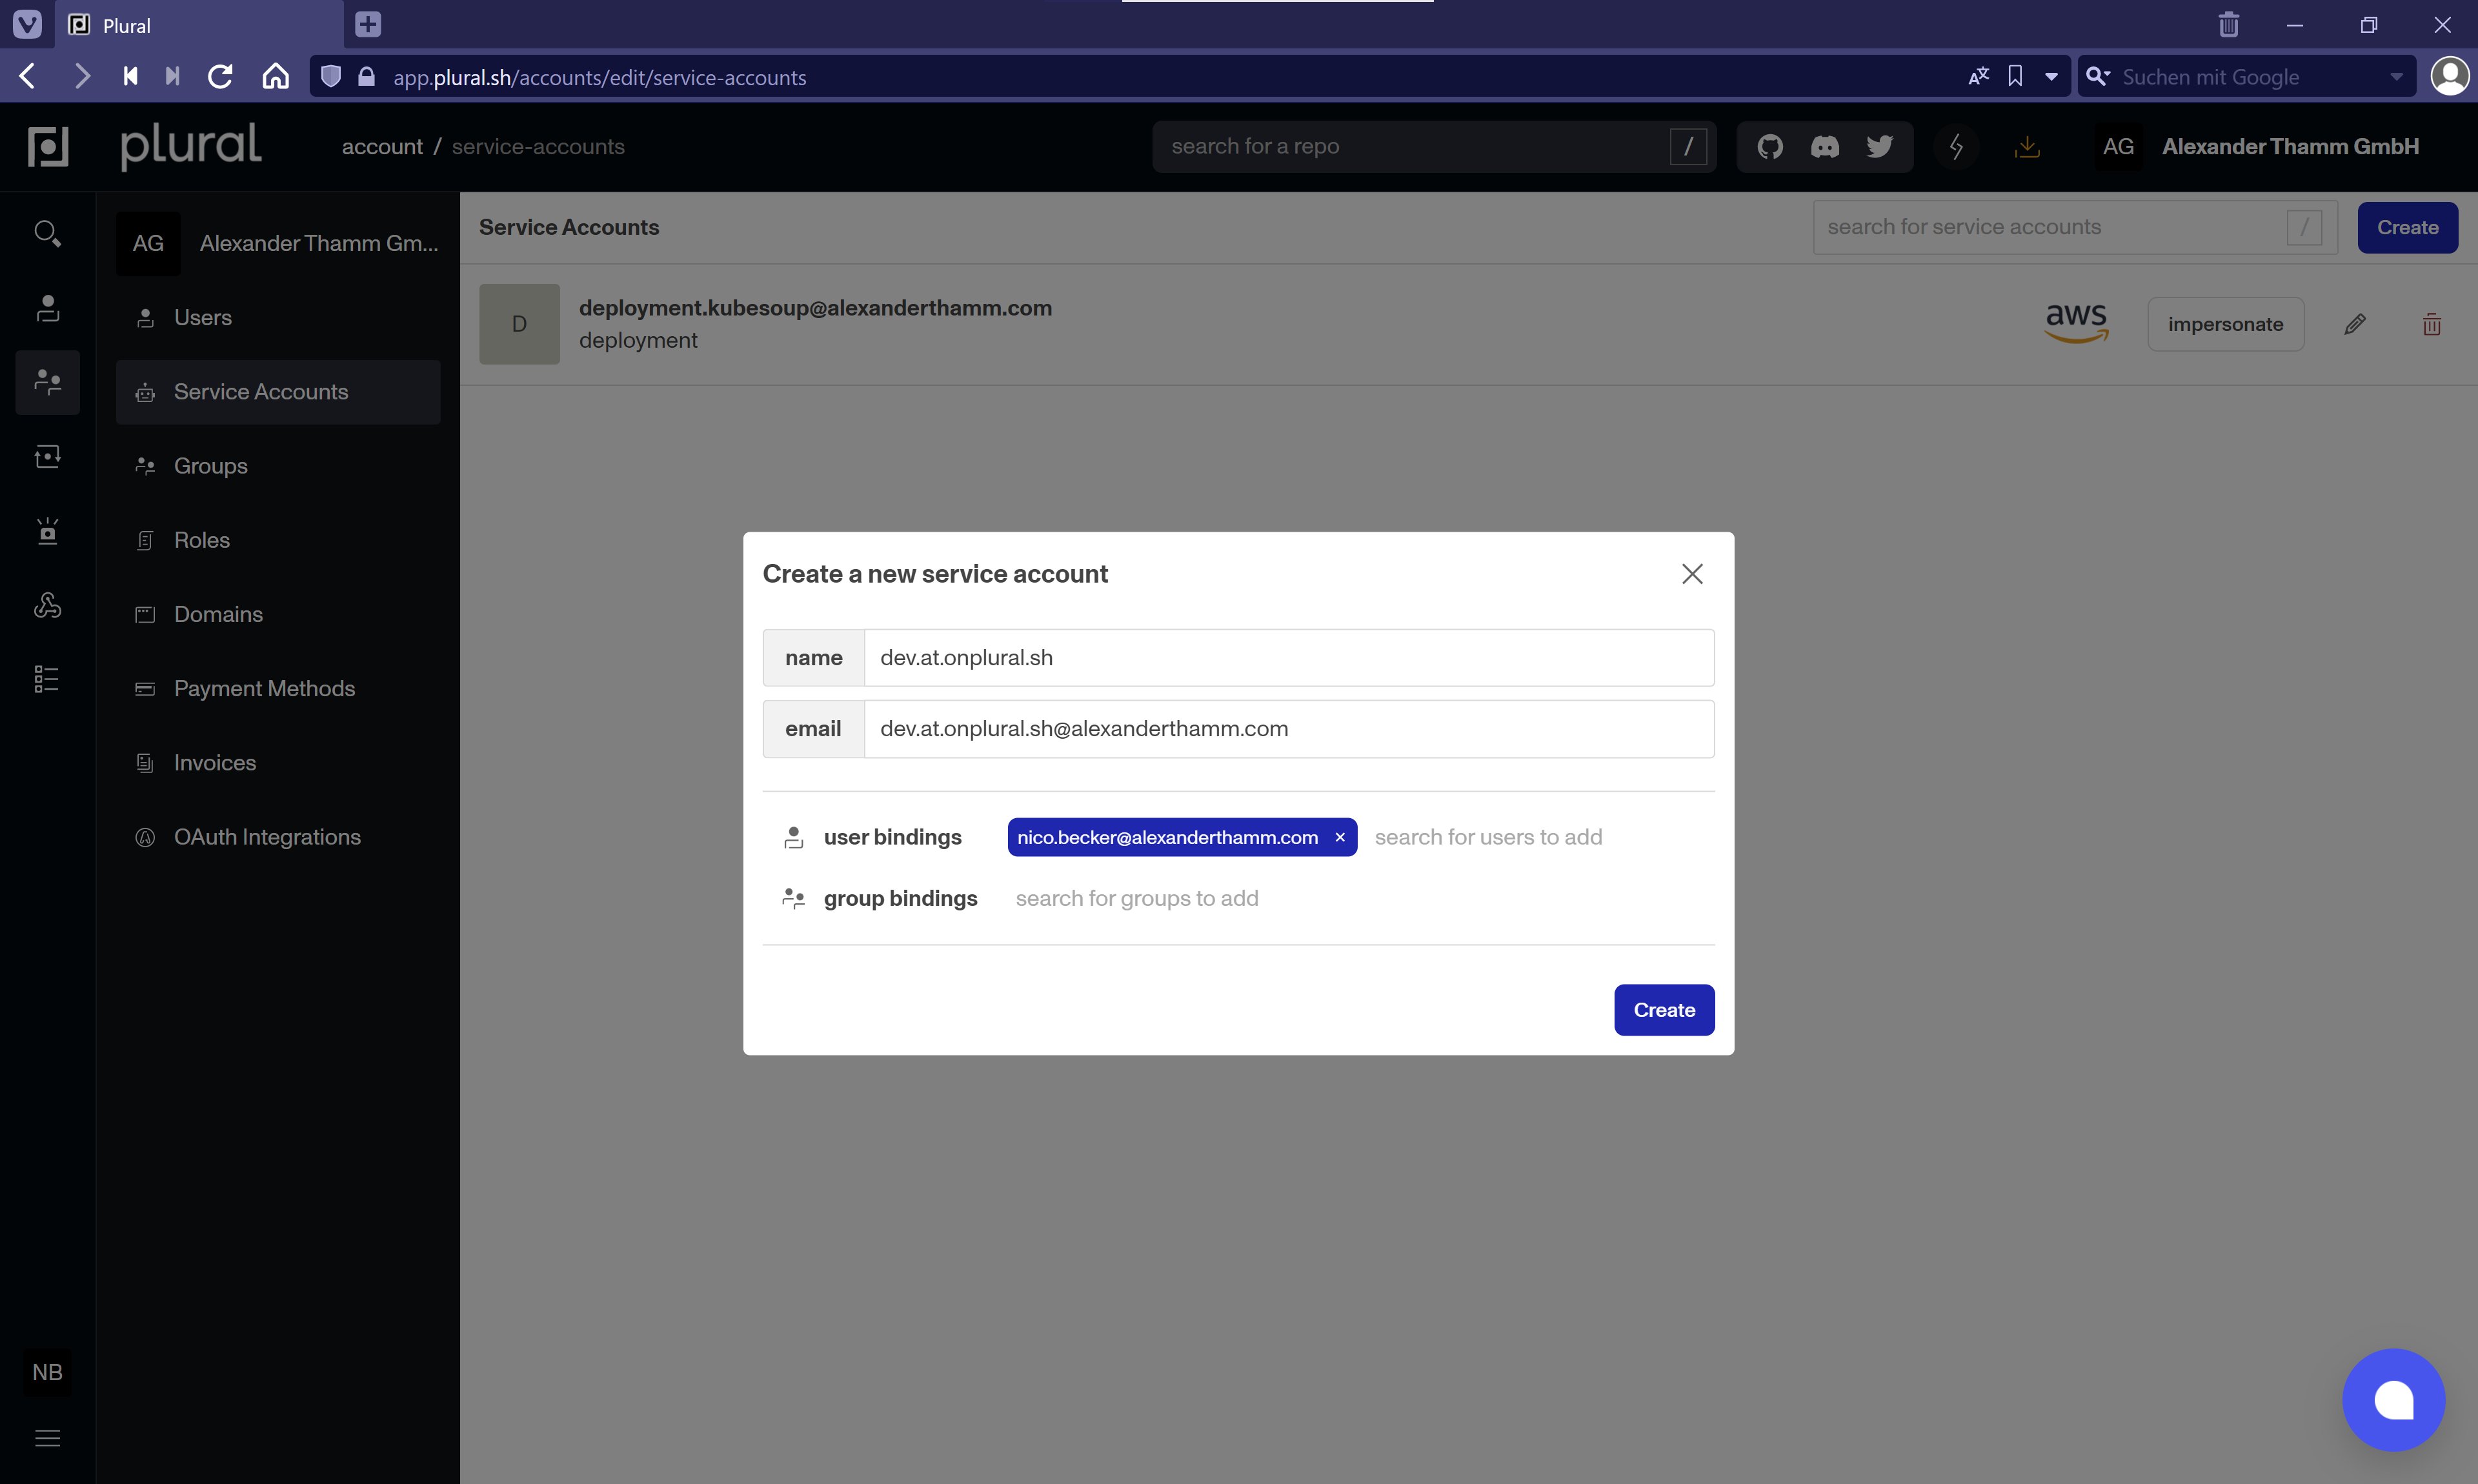 Plural
app.plural.sh/accounts/edit/service-accounts
Suchen mit Google
plural
account / service-accounts
search for a repo /
AG Alexander Thamm GmbH
AG Alexander Thamm Gm...
Users
Service Accounts
Groups
Roles
Domains
Payment Methods
Invoices
OAuth Integrations
NB
Service Accounts
search for service accounts /
Create
D
deployment.kubesoup@alexanderthamm.com
deployment
aws
impersonate
Create a new service account
name dev.at.onplural.sh
email dev.at.onplural.sh@alexanderthamm.com
user bindings nico.becker@alexanderthamm.com × search for users to add
group bindings search for groups to add
Create